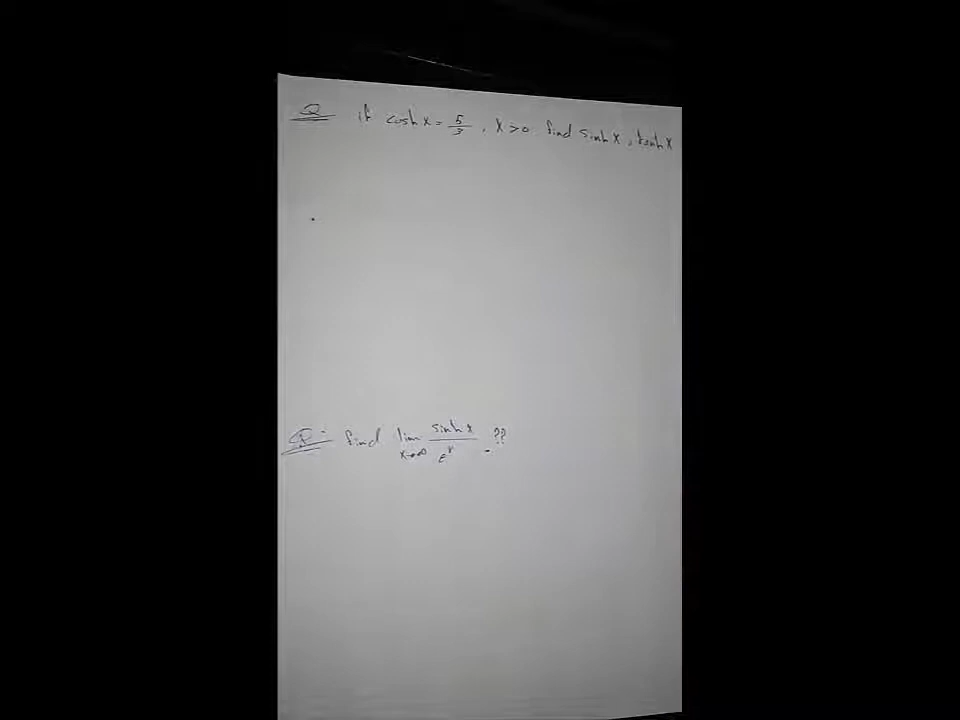 Q if cosh x = 5/3 , x > 0 find sinh x , tanh x
Q find lim x→∞ sinh x / e^x ??